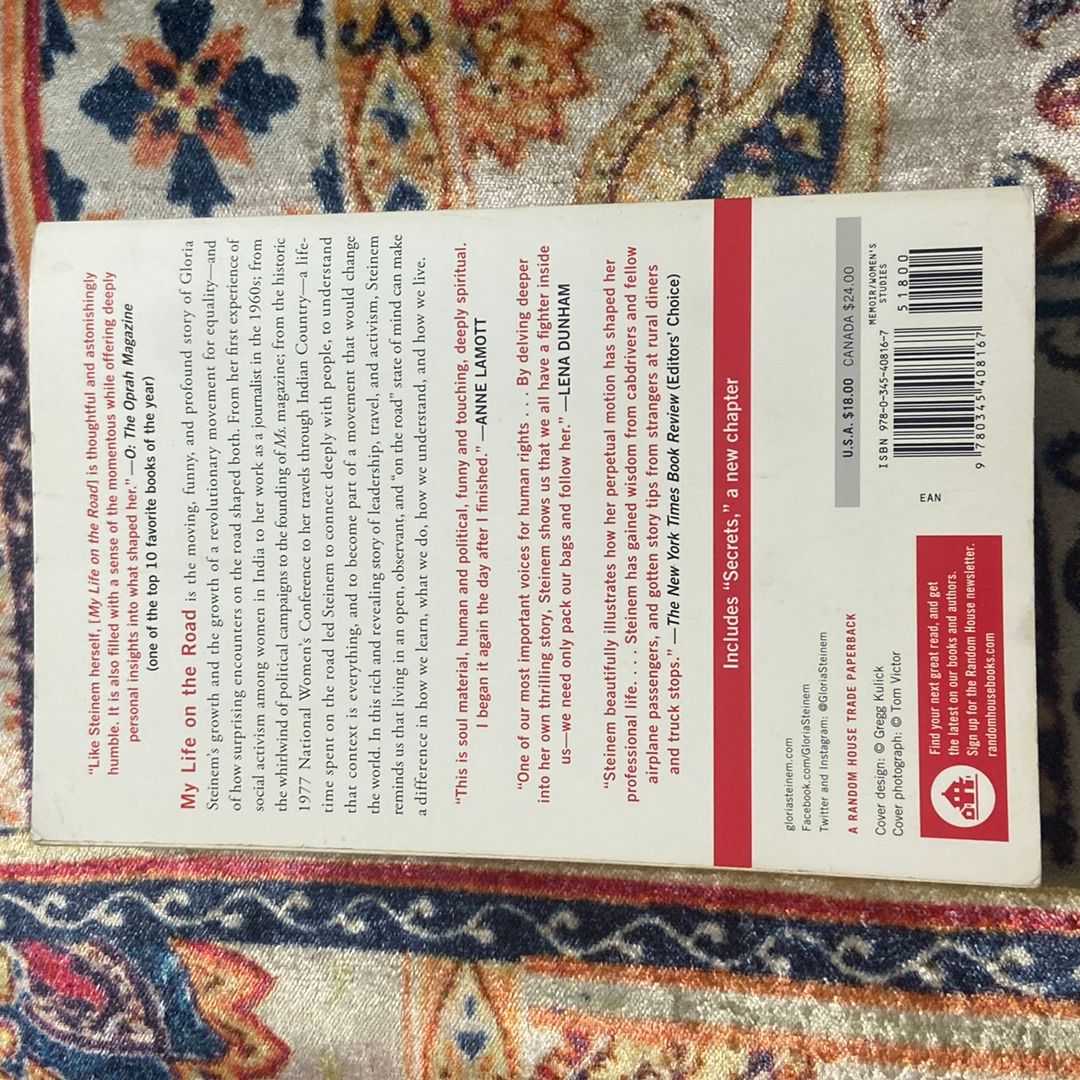 “Like Steinem herself, [My Life on the Road] is thoughtful and astonishingly
humble. It is also filled with a sense of the momentous while offering deeply
personal insights into what shaped her.” —O: The Oprah Magazine
(one of the top 10 favorite books of the year)
My Life on the Road is the moving, funny, and profound story of Gloria
Steinem’s growth and the growth of a revolutionary movement for equality—and
of how surprising encounters on the road shaped both. From her first experience of
social activism among women in India to her work as a journalist in the 1960s; from
the whirlwind of political campaigns to the founding of Ms. magazine; from the historic
1977 National Women’s Conference to her travels through Indian Country—a life-
time spent on the road led Steinem to connect deeply with people, to understand
that context is everything, and to become part of a movement that would change
the world. In this rich and revealing story of leadership, travel, and activism, Steinem
reminds us that living in an open, observant, and “on the road” state of mind can make
a difference in how we learn, what we do, how we understand, and how we live.
“This is soul material, human and political, funny and touching, deeply spiritual.
I began it again the day after I finished.” —ANNE LAMOTT
“One of our most important voices for human rights . . . . By delving deeper
into her own thrilling story, Steinem shows us that we all have a fighter inside
us—we need only pack our bags and follow her.” —LENA DUNHAM
“Steinem beautifully illustrates how her perpetual motion has shaped her
professional life. . . . Steinem has gained wisdom from cabdrivers and fellow
airplane passengers, and gotten story tips from strangers at rural diners
and truck stops.” —The New York Times Book Review (Editors’ Choice)
Includes “Secrets,” a new chapter
gloriasteinem.com
Facebook.com/GloriaSteinem
Twitter and Instagram: @GloriaSteinem
A RANDOM HOUSE TRADE PAPERBACK
Cover design: © Gregg Kulick
Cover photograph: © Tom Victor
Find your next great read, and get
the latest on our books and authors.
Sign up for the Random House newsletter.
randomhousebooks.com
U.S.A. $18.00 CANADA $24.00
MEMOIR/WOMEN'S
STUDIES
ISBN 978-0-345-40816-7
51800
EAN
9 780345 408167